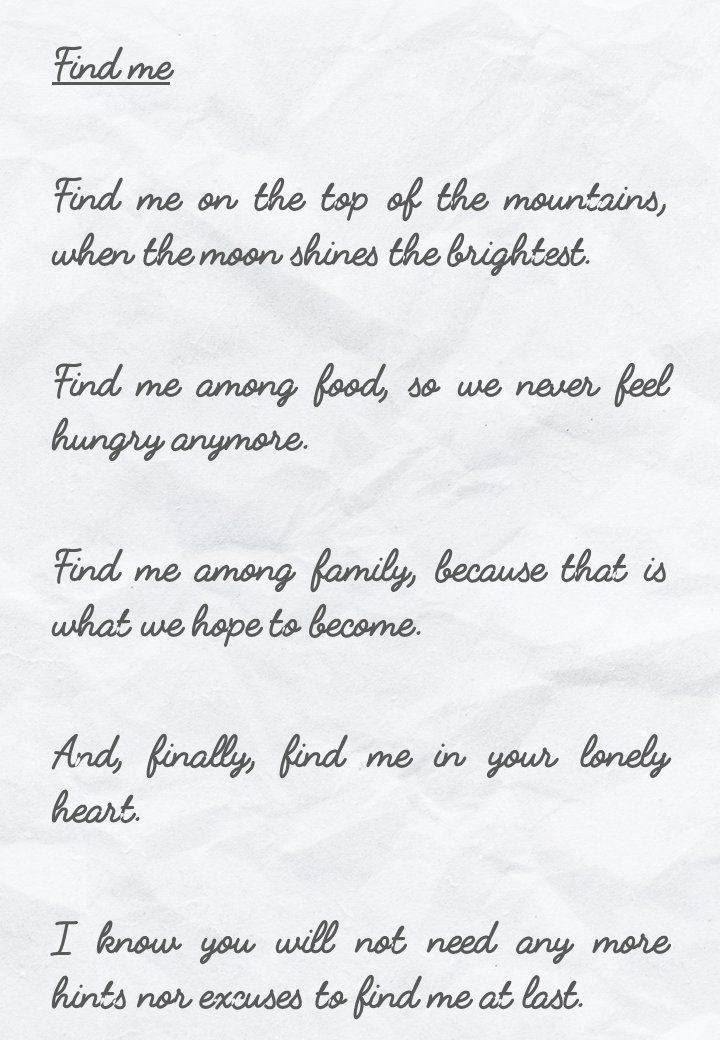 Find me
Find me on the top of the mountains,
when the moon shines the brightest.
Find me among food, so we never feel
hungry anymore.
Find me among family, because that is
what we hope to become.
And, finally, find me in your lonely
heart.
I know you will not need any more
hints nor excuses to find me at last.